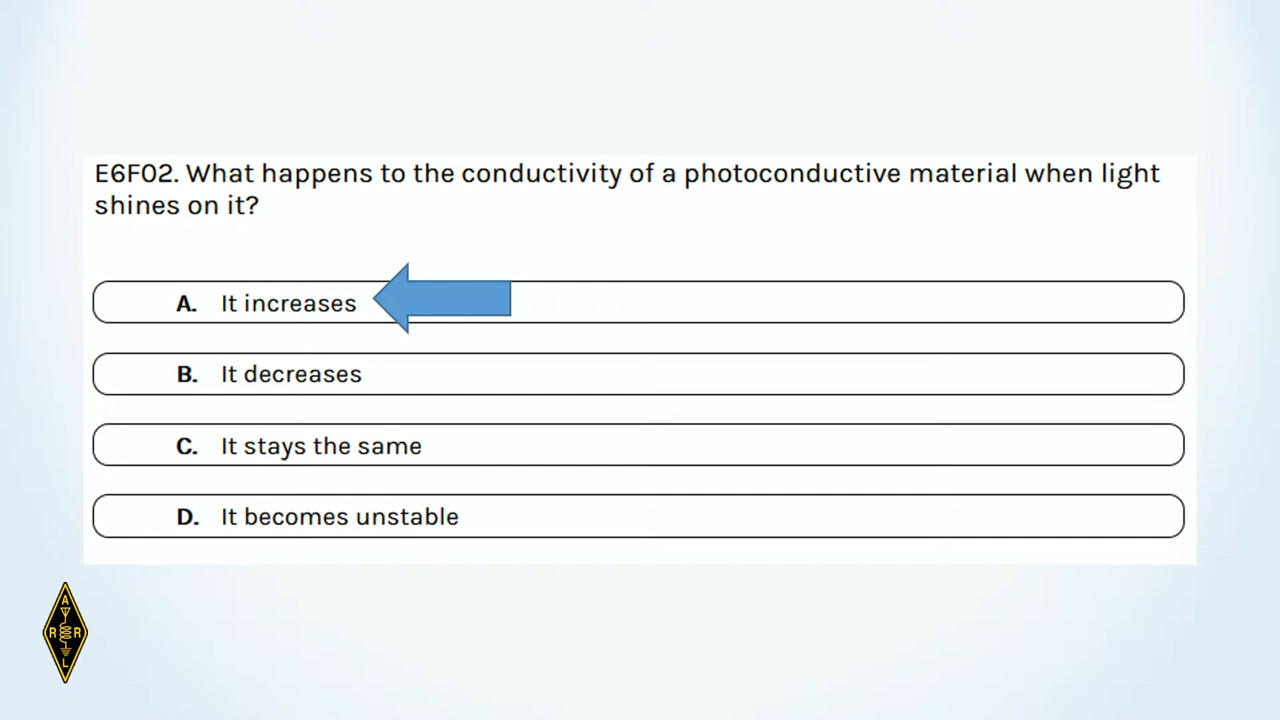 E6F02. What happens to the conductivity of a photoconductive material when light
shines on it?
A. It increases
B. It decreases
C. It stays the same
D. It becomes unstable
A
R R
L